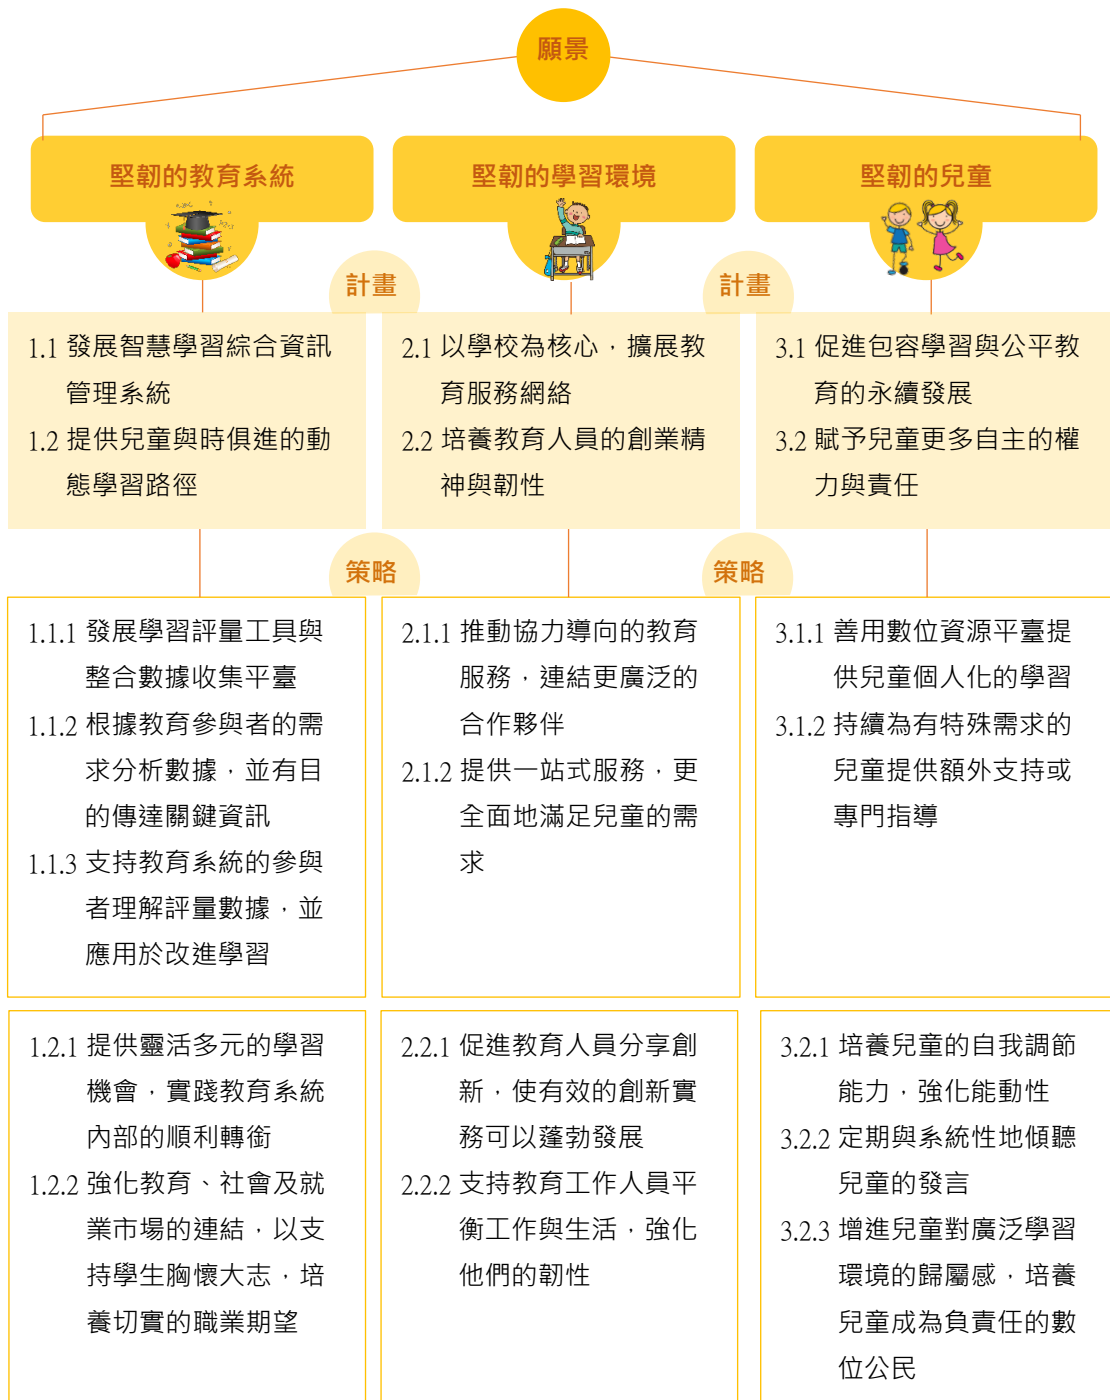 願景
堅韌的教育系統
堅韌的學習環境
堅韌的兒童
計畫
計畫
1.1 發展智慧學習綜合資訊
管理系統
1.2 提供兒童與時俱進的動
態學習路徑
2.1 以學校為核心，擴展教
育服務網絡
2.2 培養教育人員的創業精
神與韌性
3.1 促進包容學習與公平教
育的永續發展
3.2 賦予兒童更多自主的權
力與責任
策略
策略
1.1.1 發展學習評量工具與
整合數據收集平臺
1.1.2 根據教育參與者的需
求分析數據，並有目
的傳達關鍵資訊
1.1.3 支持教育系統的參與
者理解評量數據，並
應用於改進學習
2.1.1 推動協力導向的教育
服務，連結更廣泛的
合作夥伴
2.1.2 提供一站式服務，更
全面地滿足兒童的需
求
3.1.1 善用數位資源平臺提
供兒童個人化的學習
3.1.2 持續為有特殊需求的
兒童提供額外支持或
專門指導
1.2.1 提供靈活多元的學習
機會，實踐教育系統
內部的順利轉銜
1.2.2 強化教育、社會及就
業市場的連結，以支
持學生胸懷大志，培
養切實的職業期望
2.2.1 促進教育人員分享創
新，使有效的創新實
務可以蓬勃發展
2.2.2 支持教育工作人員平
衡工作與生活，強化
他們的韌性
3.2.1 培養兒童的自我調節
能力，強化能動性
3.2.2 定期與系統性地傾聽
兒童的發言
3.2.3 增進兒童對廣泛學習
環境的歸屬感，培養
兒童成為負責任的數
位公民